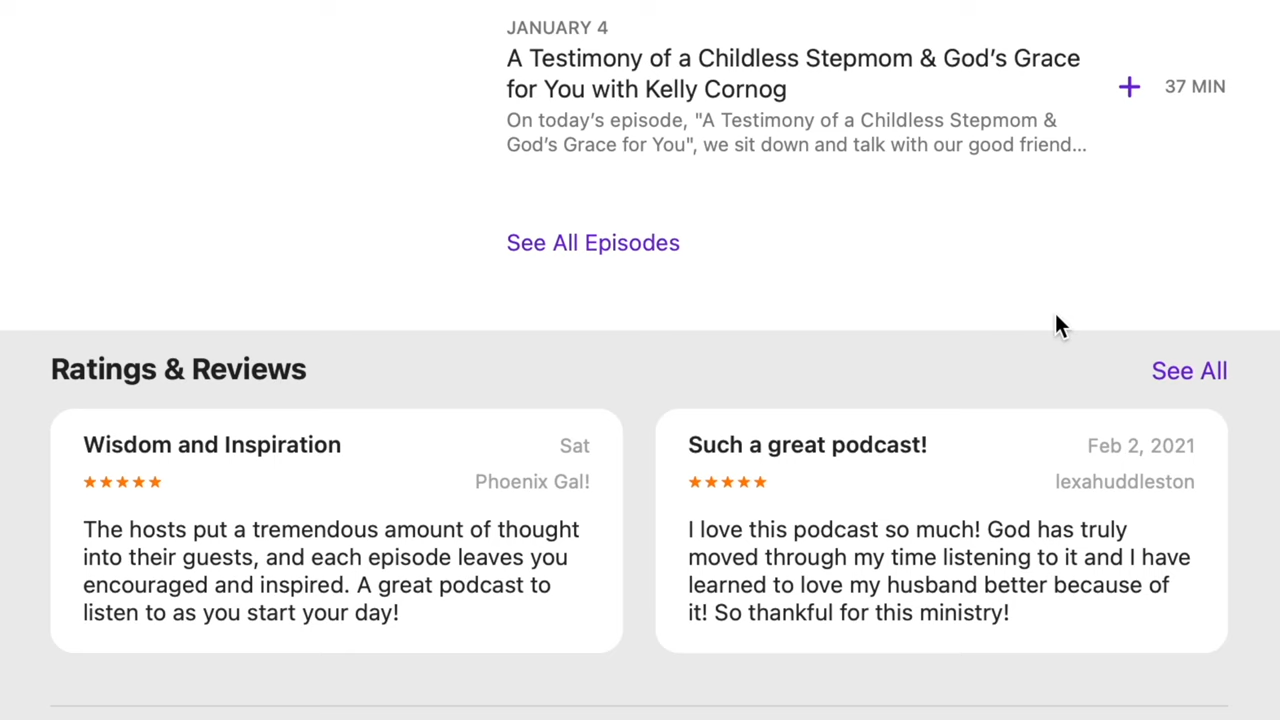 JANUARY 4
A Testimony of a Childless Stepmom & God's Grace
for You with Kelly Cornog
37 MIN
On today's episode, "A Testimony of a Childless Stepmom &
God's Grace for You", we sit down and talk with our good friend...
See All Episodes
Ratings & Reviews
See All
Wisdom and Inspiration
Sat
Phoenix Gal!
The hosts put a tremendous amount of thought
into their guests, and each episode leaves you
encouraged and inspired. A great podcast to
listen to as you start your day!
Such a great podcast!
Feb 2, 2021
lexahuddleston
I love this podcast so much! God has truly
moved through my time listening to it and I have
learned to love my husband better because of
it! So thankful for this ministry!